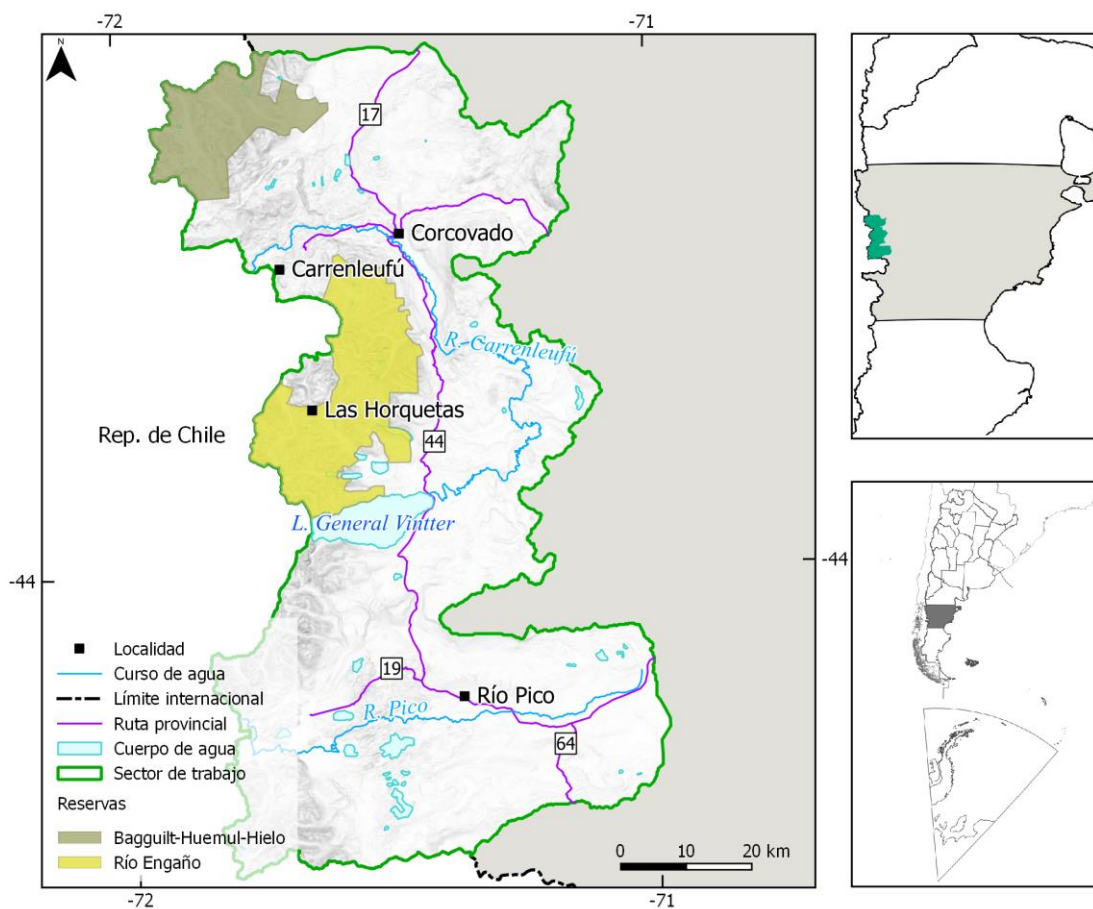 -72
-71
N
17
Corcovado
Carrenleufú
R. Carrenleufú
Las Horquetas
Rep. de Chile
44
L. General Vintter
-44
-44
Localidad
Curso de agua
Límite internacional
Ruta provincial
Cuerpo de agua
Sector de trabajo
Reservas
Bagguilt-Huemul-Hielo
Río Engaño
19
Río Pico
R. Pico
64
0 10 20 km
-72
-71